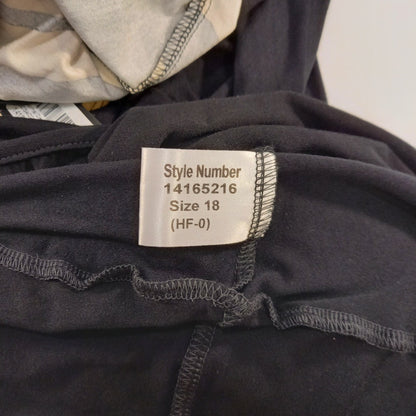 Style Number
14165216
Size 18
(HF-0)